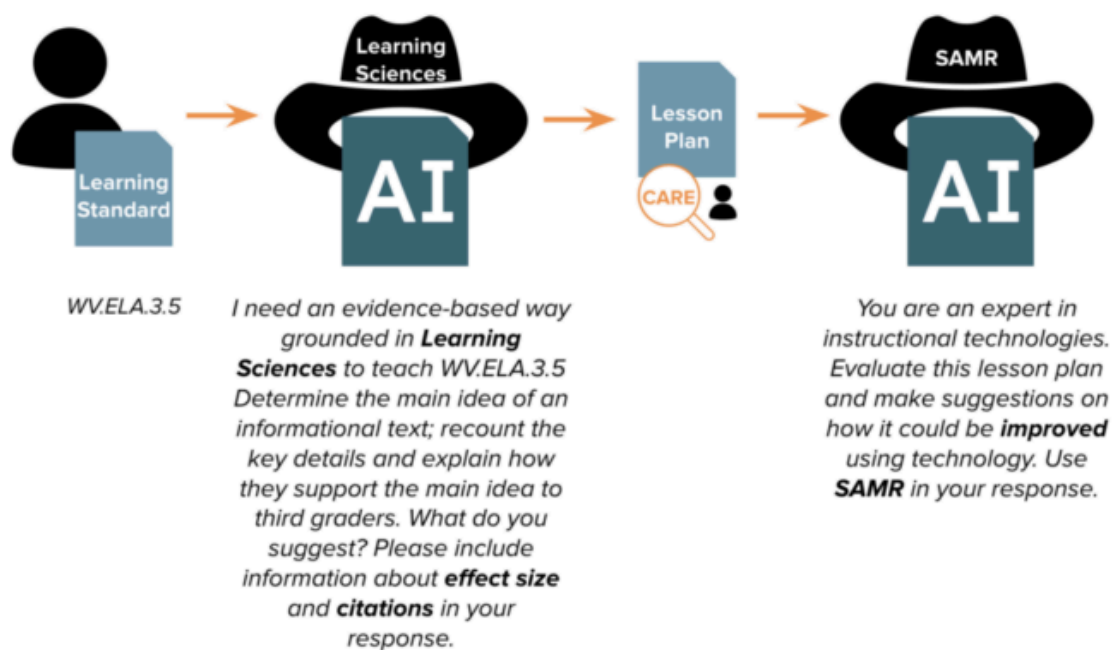 Learning
Standard
Learning
Sciences
AI
Lesson
Plan
CARE
SAMR
AI
WV.ELA.3.5
I need an evidence-based way
grounded in Learning
Sciences to teach WV.ELA.3.5
Determine the main idea of an
informational text; recount the
key details and explain how
they support the main idea to
third graders. What do you
suggest? Please include
information about effect size
and citations in your
response.
You are an expert in
instructional technologies.
Evaluate this lesson plan
and make suggestions on
how it could be improved
using technology. Use
SAMR in your response.